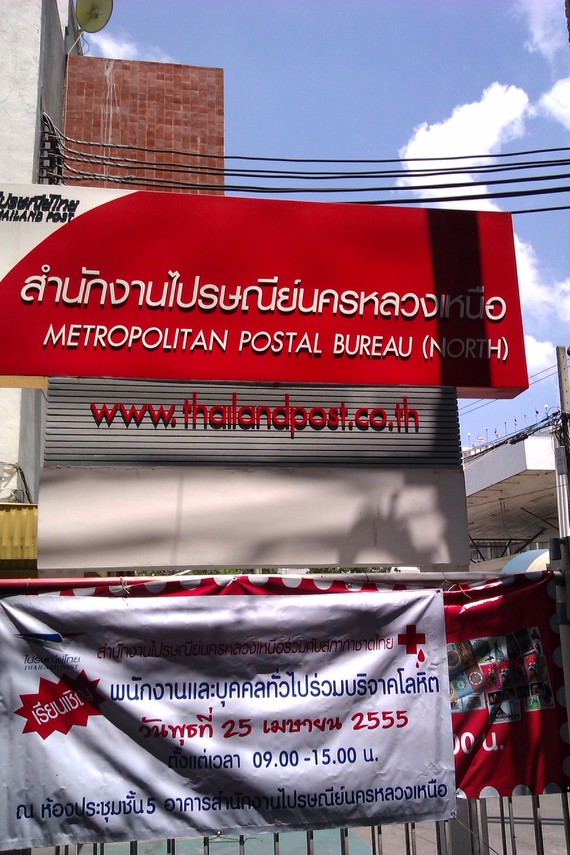 ไปรษณีย์ไทย
THAILAND POST
สำนักงานไปรษณีย์นครหลวงเหนือ
METROPOLITAN POSTAL BUREAU (NORTH)
www.thailandpost.co.th
ไปรษณีย์ไทย
THAILAND POST
สำนักงานไปรษณีย์นครหลวงเหนือร่วมกับสภากาชาดไทย
เรียนเชิญ
พนักงานและบุคคลทั่วไปร่วมบริจาคโลหิต
วันพุธที่ 25 เมษายน 2555
ตั้งแต่เวลา 09.00 -15.00 น.
ณ ห้องประชุมชั้น 5 อาคารสำนักงานไปรษณีย์นครหลวงเหนือ
00 น.